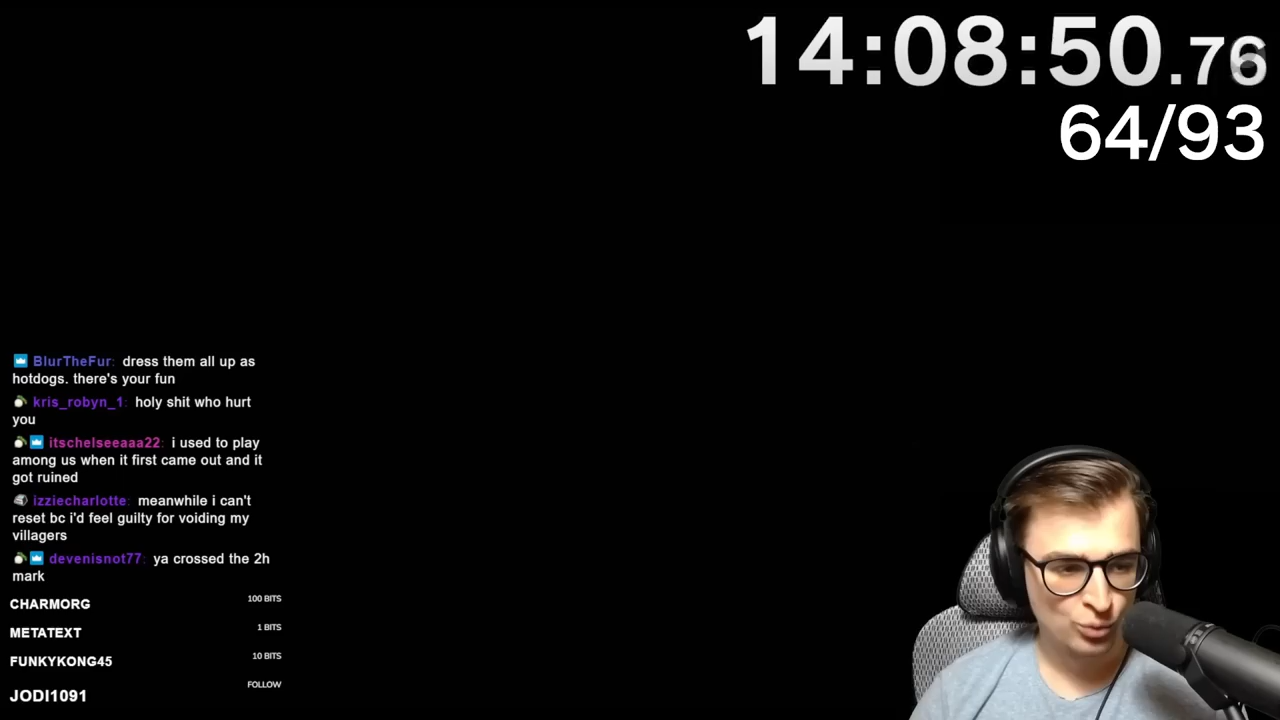 14:08:50.76
64/93
BlurTheFur: dress them all up as
hotdogs. there's your fun
kris_robyn_1: holy shit who hurt
you
itschelseeaaa22: i used to play
among us when it first came out and it
got ruined
izziecharlotte: meanwhile i can't
reset bc i'd feel guilty for voiding my
villagers
devenisnot77: ya crossed the 2h
mark
CHARMORG 100 BITS
METATEXT 1 BITS
FUNKYKONG45 10 BITS
JODI1091 FOLLOW